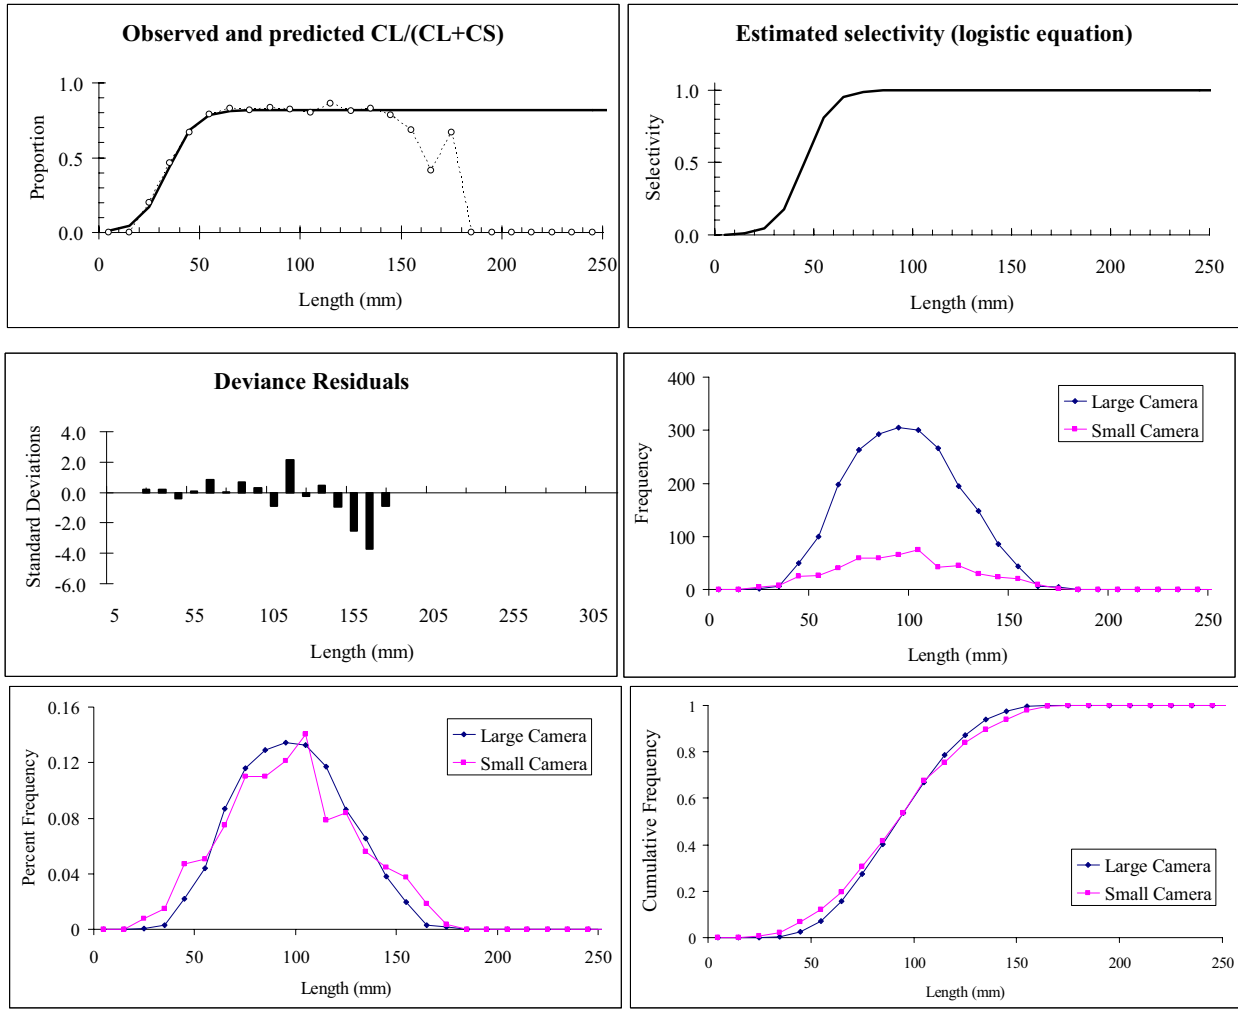 Observed and predicted CL/(CL+CS)
1.0
0.5
0.0
Proportion
0 50 100 150 200 250
Length (mm)
Estimated selectivity (logistic equation)
1.0
0.5
0.0
Selectivity
0 50 100 150 200 250
Length (mm)
Deviance Residuals
4.0
2.0
0.0
-2.0
-4.0
-6.0
Standard Deviations
5 55 105 155 205 255 305
Length (mm)
400
300
200
100
0
Frequency
Large Camera
Small Camera
0 50 100 150 200 250
Length (mm)
0.16
0.12
0.08
0.04
0
Percent Frequency
Large Camera
Small Camera
0 50 100 150 200 250
Length (mm)
1
0.8
0.6
0.4
0.2
0
Cumulative Frequency
Large Camera
Small Camera
0 50 100 150 200 250
Length (mm)